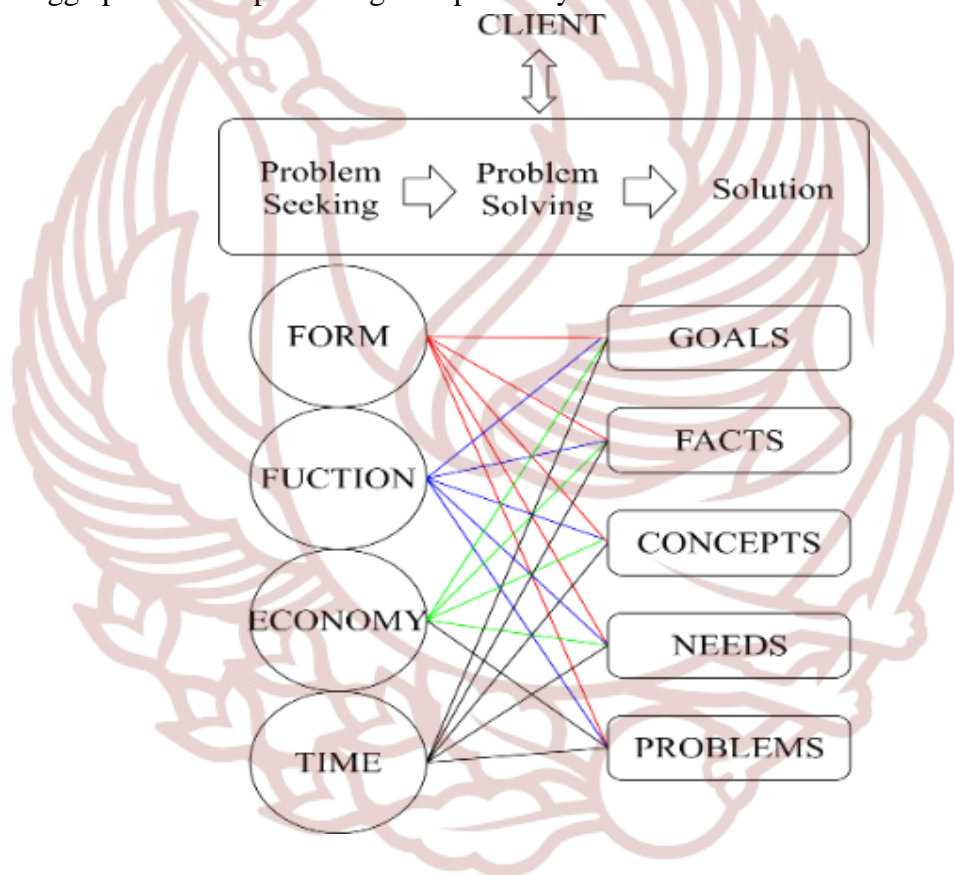 CLIENT
Problem
Seeking
Problem
Solving
Solution
FORM
GOALS
FUCTION
FACTS
CONCEPTS
ECONOMY
NEEDS
TIME
PROBLEMS